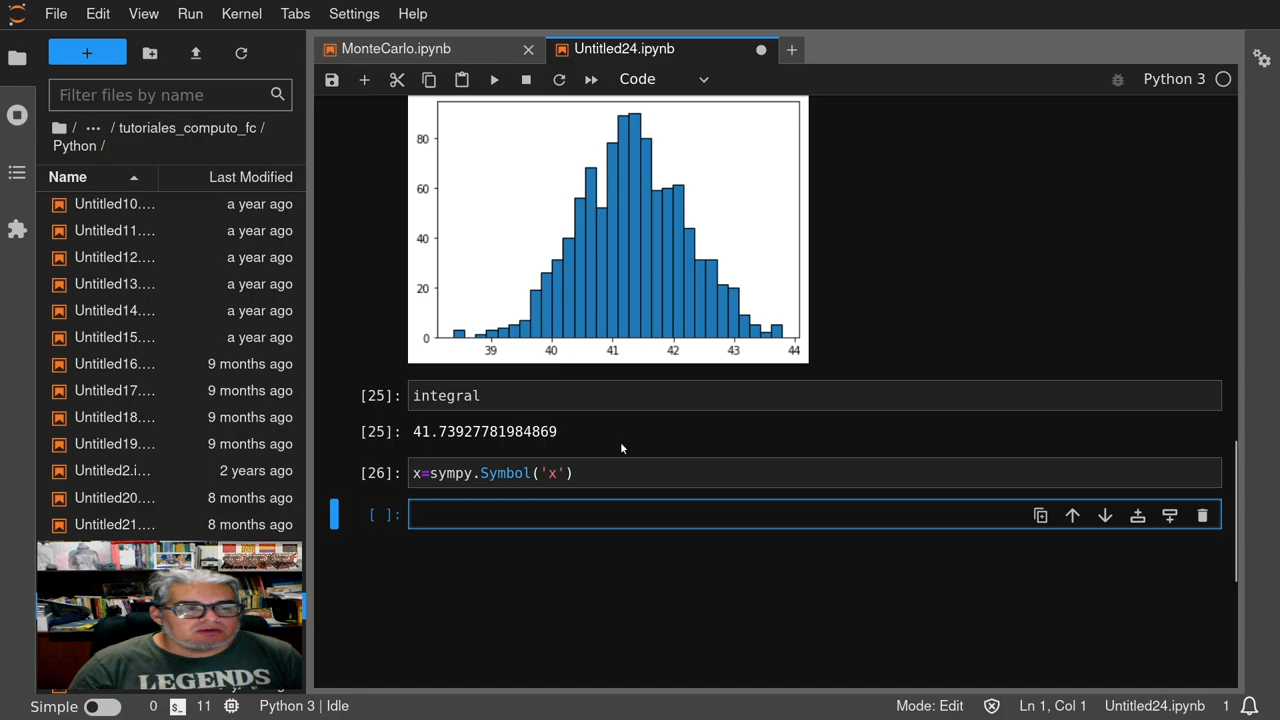 File Edit View Run Kernel Tabs Settings Help
MonteCarlo.ipynb
Untitled24.ipynb
Code
Python 3
Filter files by name
/ ... / tutoriales_computo_fc /
Python /
Name Last Modified
Untitled10.... a year ago
Untitled11.... a year ago
Untitled12.... a year ago
Untitled13.... a year ago
Untitled14.... a year ago
Untitled15.... a year ago
Untitled16.... 9 months ago
Untitled17.... 9 months ago
Untitled18.... 9 months ago
Untitled19.... 9 months ago
Untitled2.i... 2 years ago
Untitled20.... 8 months ago
Untitled21.... 8 months ago
80
60
40
20
0
39 40 41 42 43 44
[25]: integral
[25]: 41.73927781984869
[26]: x=sympy.Symbol('x')
[ ]:
LEGENDS
Simple 0 11 Python 3 | Idle
Mode: Edit Ln 1, Col 1 Untitled24.ipynb 1